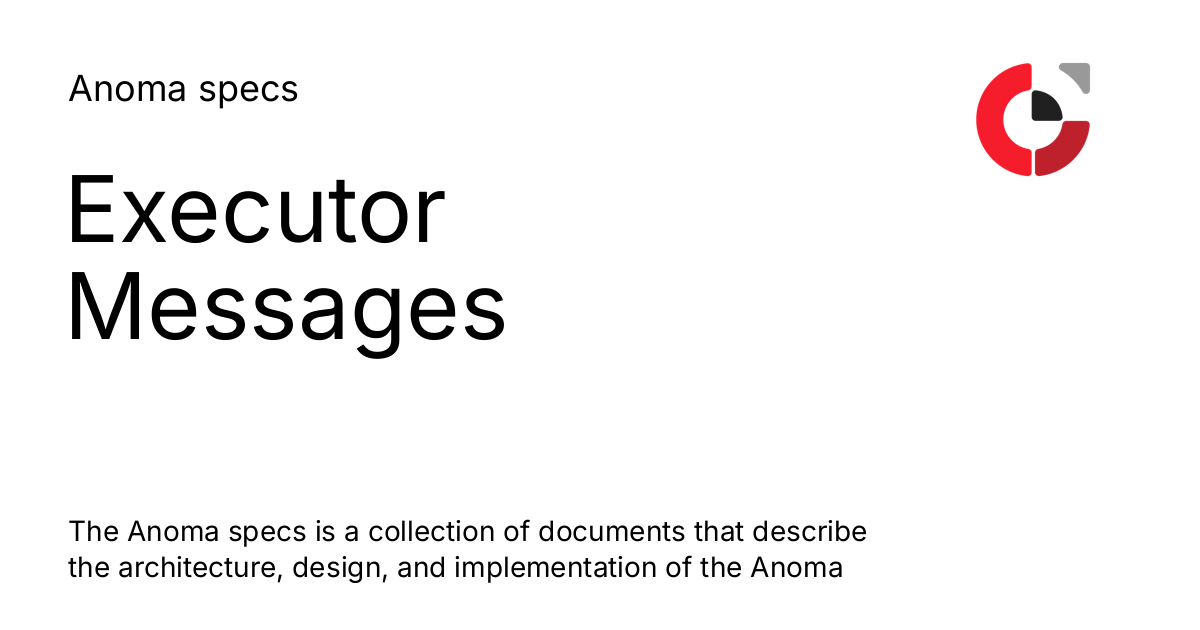 Anoma specs
Executor
Messages
The Anoma specs is a collection of documents that describe
the architecture, design, and implementation of the Anoma